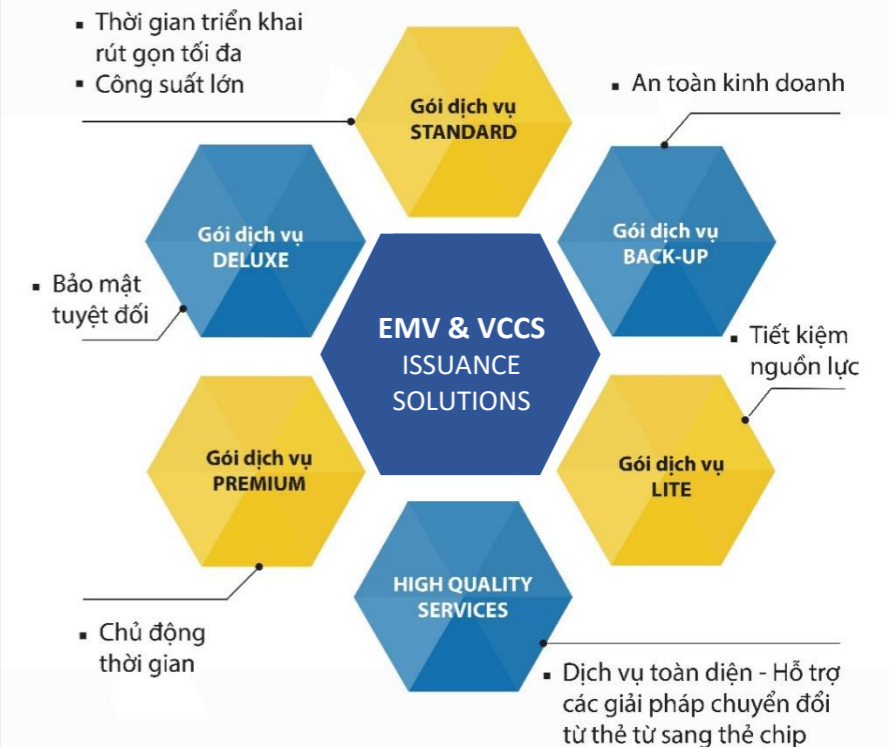 ▪ Thời gian triển khai
rút gọn tối đa
▪ Công suất lớn
Gói dịch vụ
STANDARD
▪ An toàn kinh doanh
Gói dịch vụ
DELUXE
Gói dịch vụ
BACK-UP
▪ Bảo mật
tuyệt đối
EMV & VCCS
ISSUANCE
SOLUTIONS
▪ Tiết kiệm
nguồn lực
Gói dịch vụ
PREMIUM
Gói dịch vụ
LITE
HIGH QUALITY
SERVICES
▪ Chủ động
thời gian
▪ Dịch vụ toàn diện - Hỗ trợ
các giải pháp chuyển đổi
từ thẻ từ sang thẻ chip